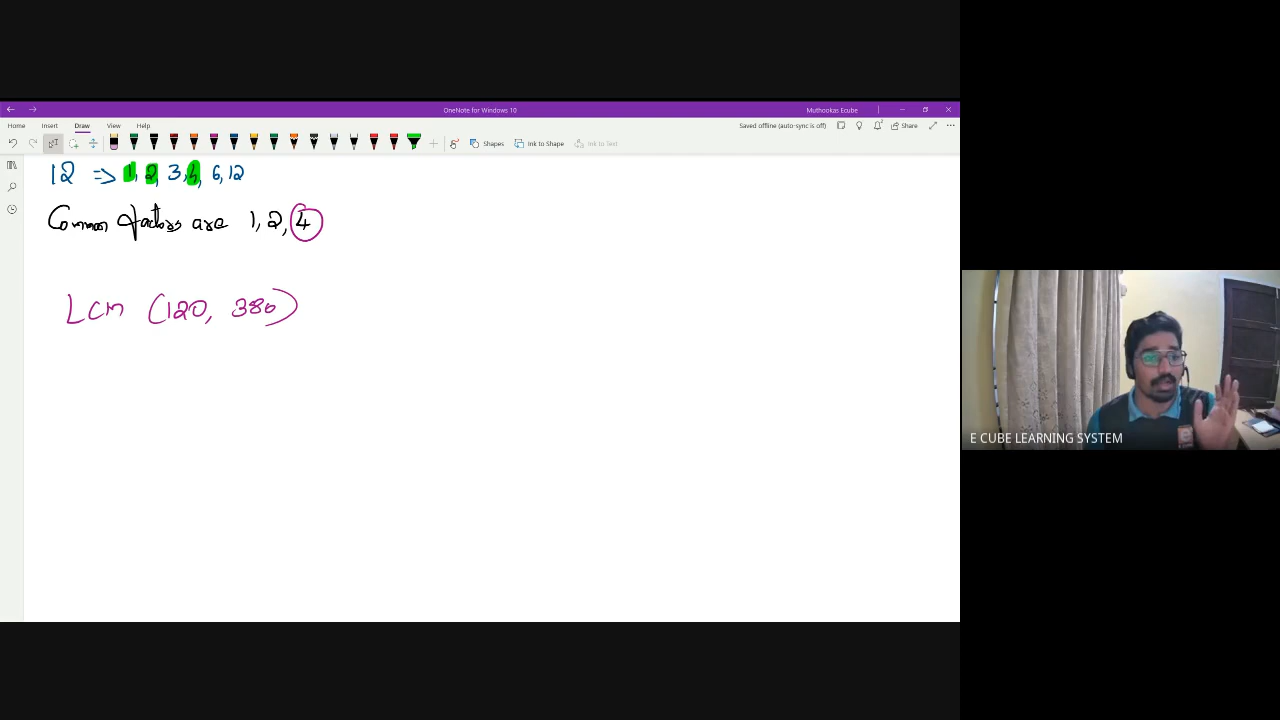 OneNote for Windows 10
Muthookas Ecube
Home Insert Draw View Help
Saved offline (auto-sync is off)
Share
Shapes Ink to Shape Ink to Text
12 => 1, 2, 3, 4, 6, 12
Common factors are 1, 2, 4
LCM (120, 380)
E CUBE LEARNING SYSTEM